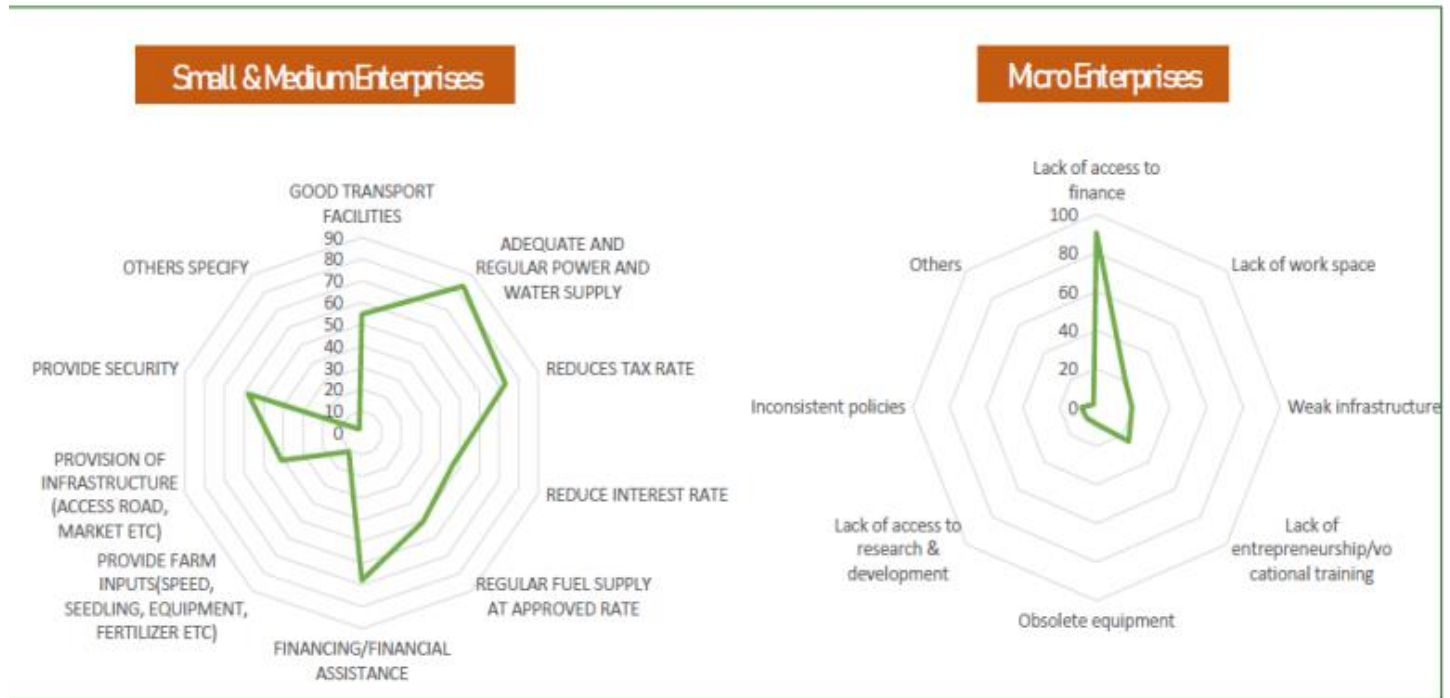 Small & Medium Enterprises
GOOD TRANSPORT
FACILITIES
ADEQUATE AND
REGULAR POWER AND
WATER SUPPLY
REDUCES TAX RATE
REDUCE INTEREST RATE
REGULAR FUEL SUPPLY
AT APPROVED RATE
FINANCING/FINANCIAL
ASSISTANCE
PROVIDE FARM
INPUTS(SPEED,
SEEDLING, EQUIPMENT,
FERTILIZER ETC)
PROVISION OF
INFRASTRUCTURE
(ACCESS ROAD,
MARKET ETC)
PROVIDE SECURITY
OTHERS SPECIFY
90
80
70
60
50
40
30
20
10
0
Micro Enterprises
Lack of access to
finance
Lack of work space
Weak infrastructure
Lack of
entrepreneurship/vo
cational training
Obsolete equipment
Lack of access to
research &
development
Inconsistent policies
Others
100
80
60
40
20
0